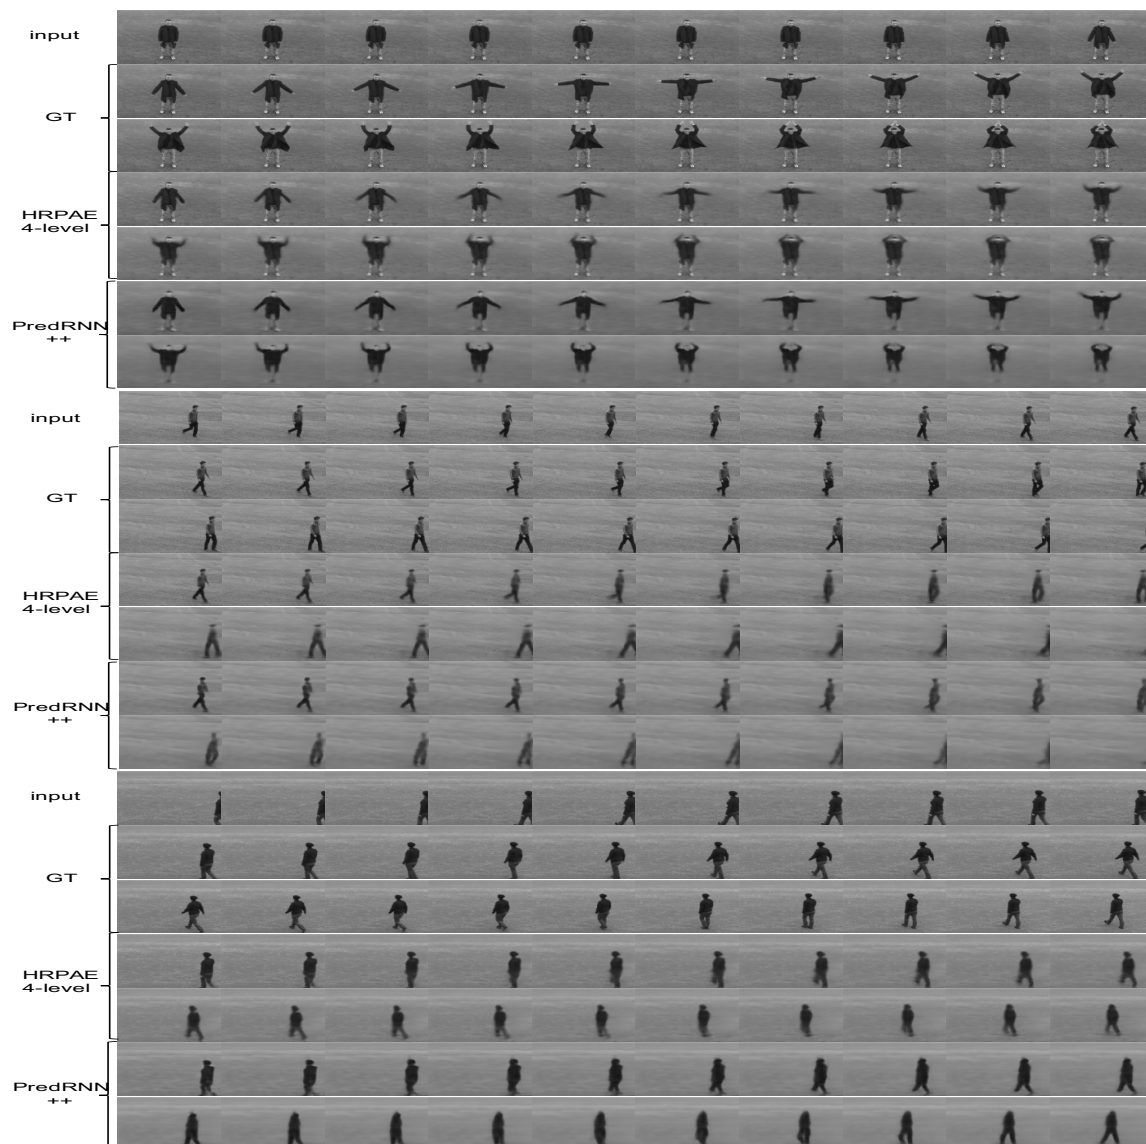 input
GT
HRPAE
4-level
PredRNN
++
input
GT
HRPAE
4-level
PredRNN
++
input
GT
HRPAE
4-level
PredRNN
++